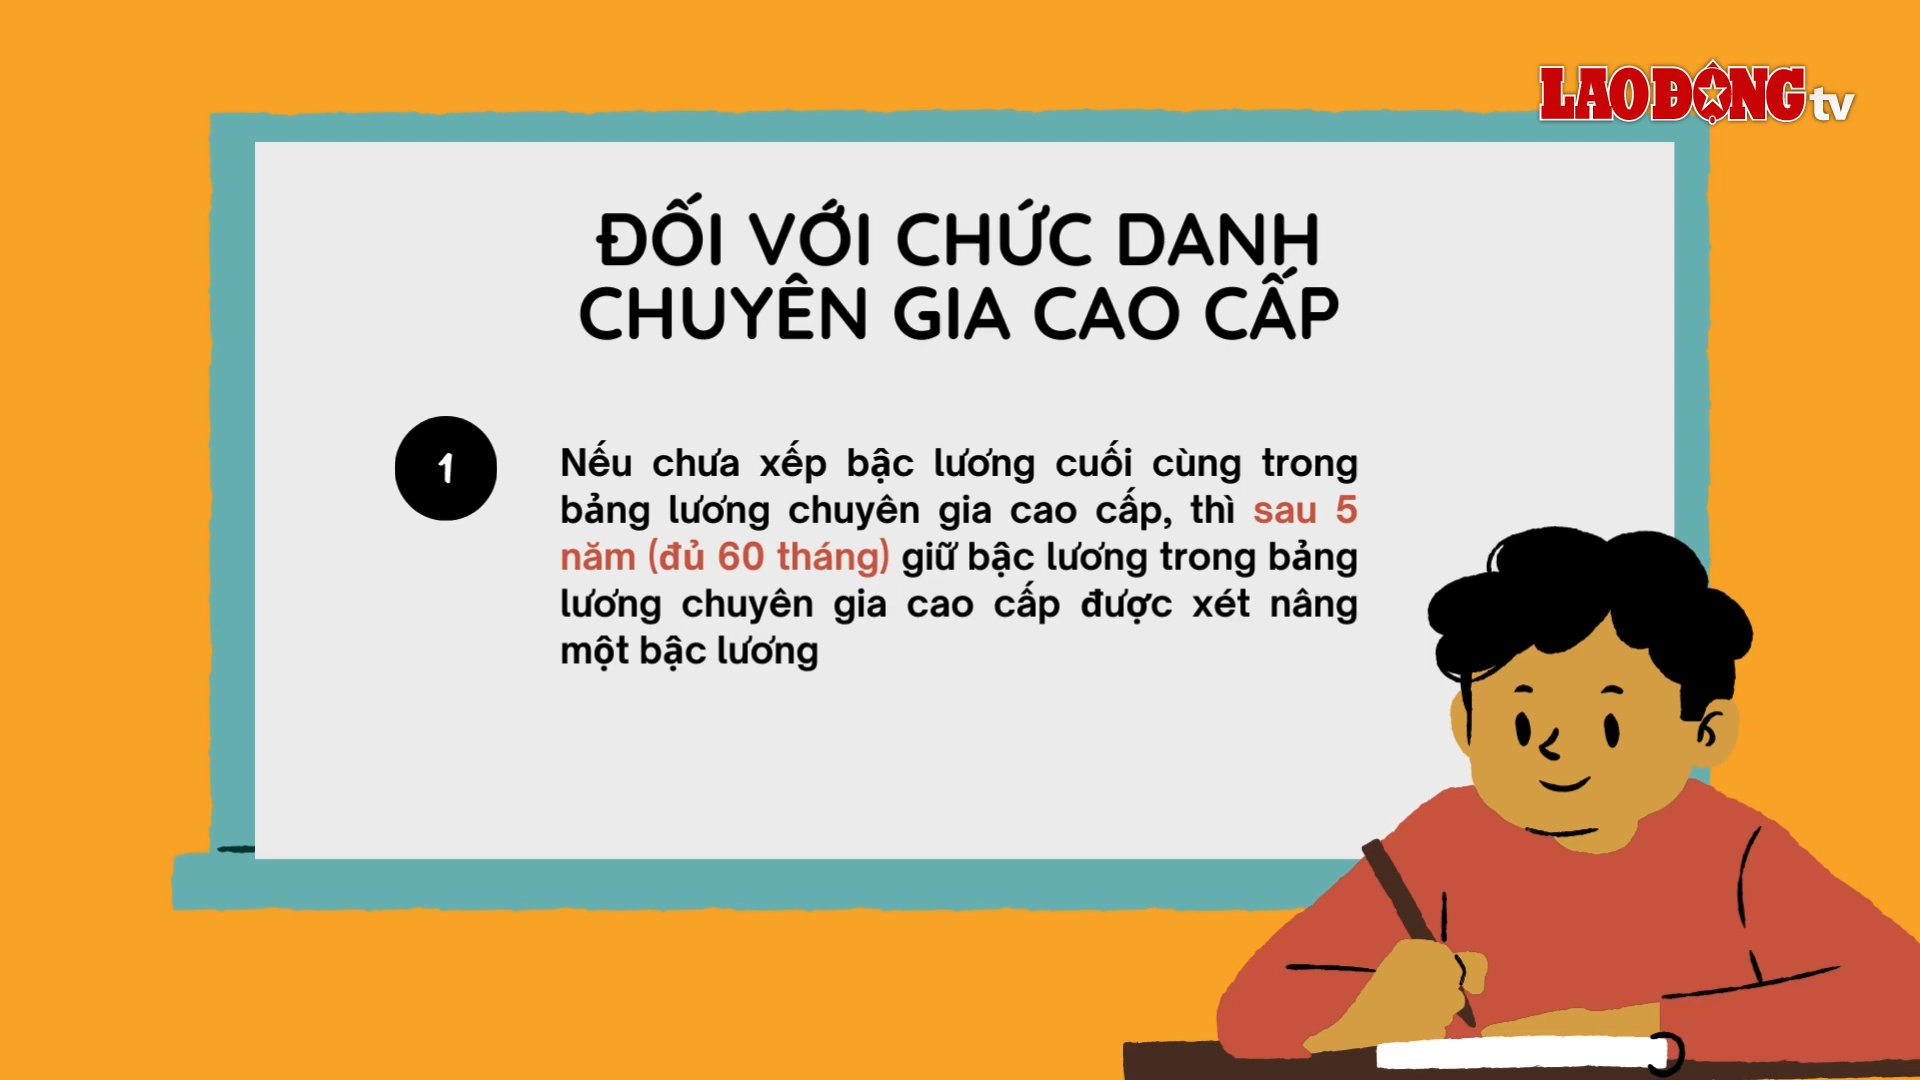 LAO ĐỘNG tv
ĐỐI VỚI CHỨC DANH
CHUYÊN GIA CAO CẤP
1
Nếu chưa xếp bậc lương cuối cùng trong
bảng lương chuyên gia cao cấp, thì sau 5
năm (đủ 60 tháng) giữ bậc lương trong bảng
lương chuyên gia cao cấp được xét nâng
một bậc lương